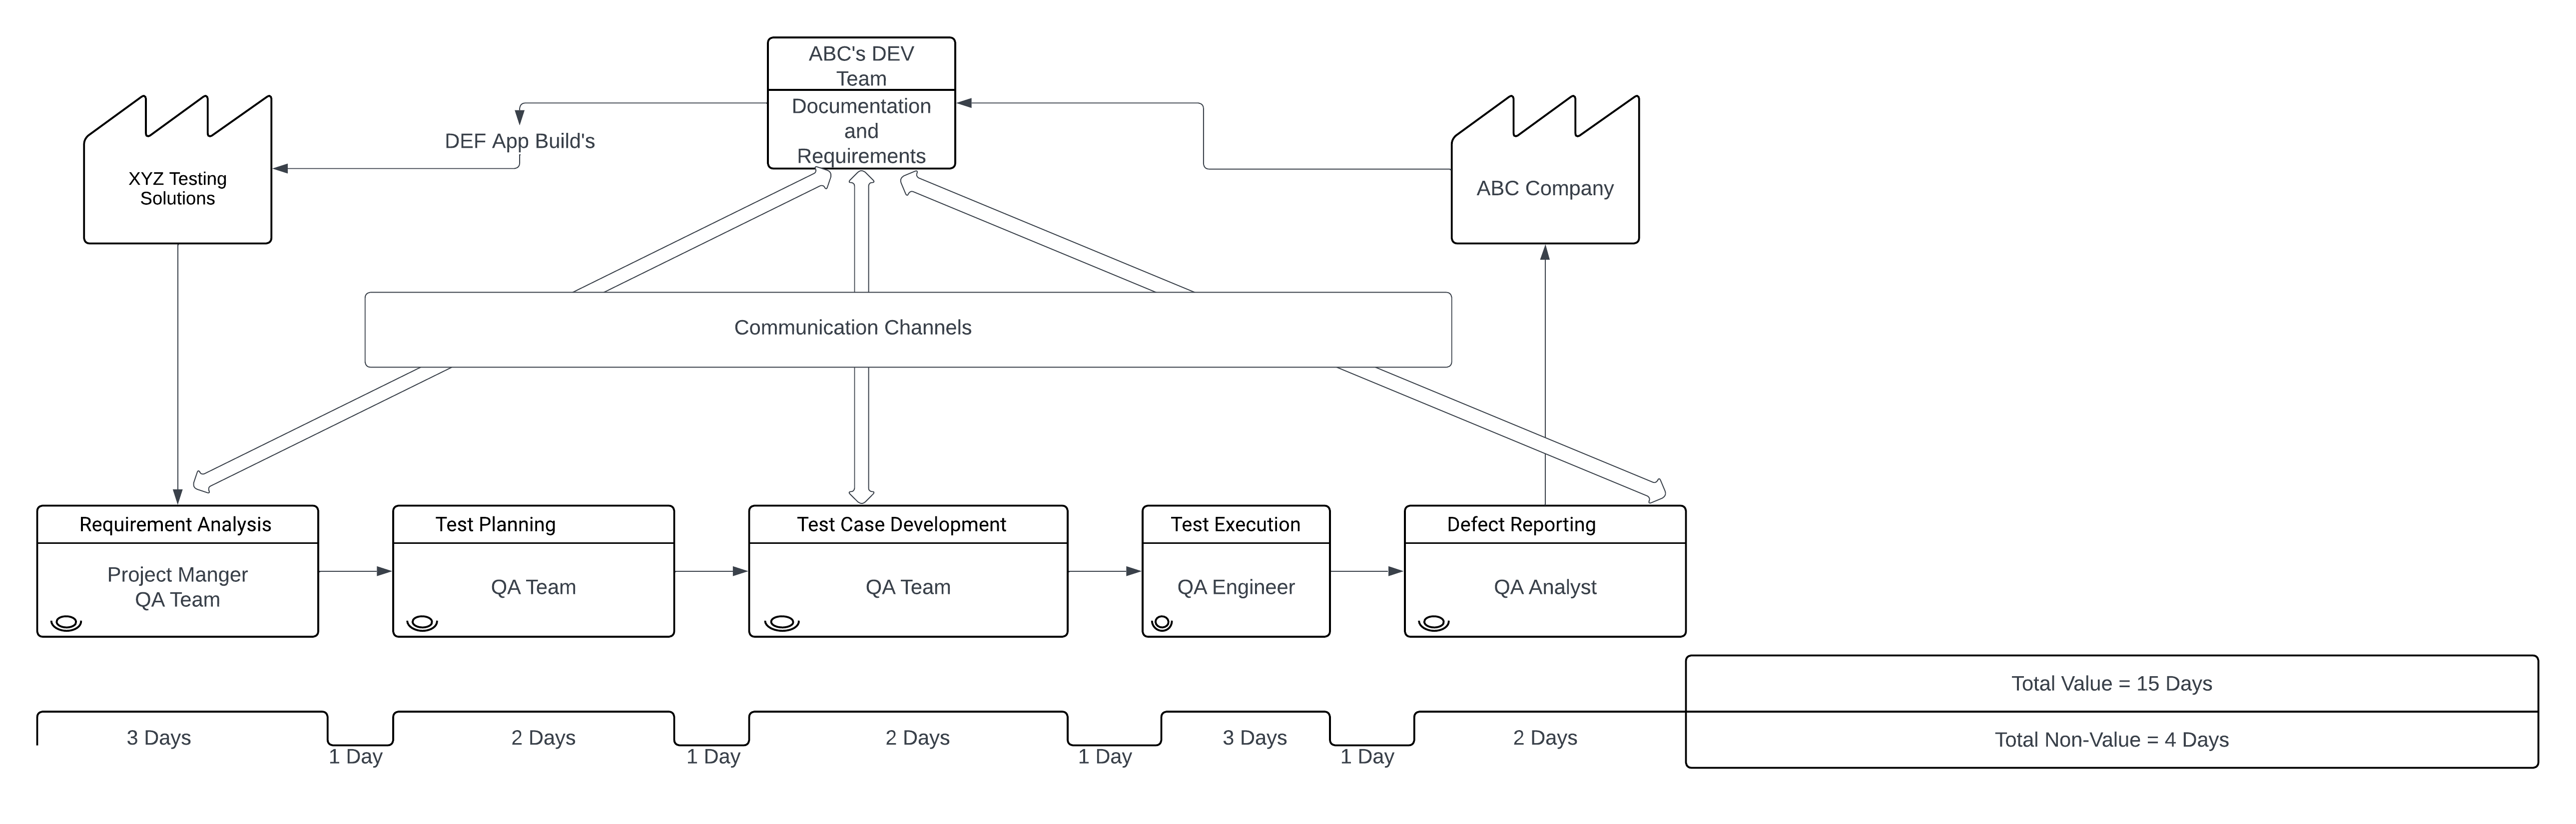 ABC's DEV
Team
Documentation
and
Requirements
DEF App Build's
XYZ Testing
Solutions
ABC Company
Communication Channels
Requirement Analysis
Project Manger
QA Team
Test Planning
QA Team
Test Case Development
QA Team
Test Execution
QA Engineer
Defect Reporting
QA Analyst
Total Value = 15 Days
Total Non-Value = 4 Days
3 Days
1 Day
2 Days
1 Day
2 Days
1 Day
3 Days
1 Day
2 Days